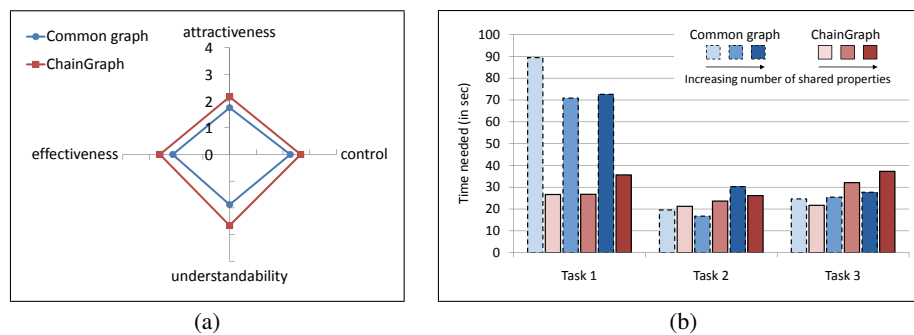 attractiveness
Common graph
ChainGraph
4
3
2
1
0
effectiveness
control
understandability
(a)
Time needed (in sec)
100
90
80
70
60
50
40
30
20
10
0
Common graph
ChainGraph
Increasing number of shared properties
Task 1
Task 2
Task 3
(b)